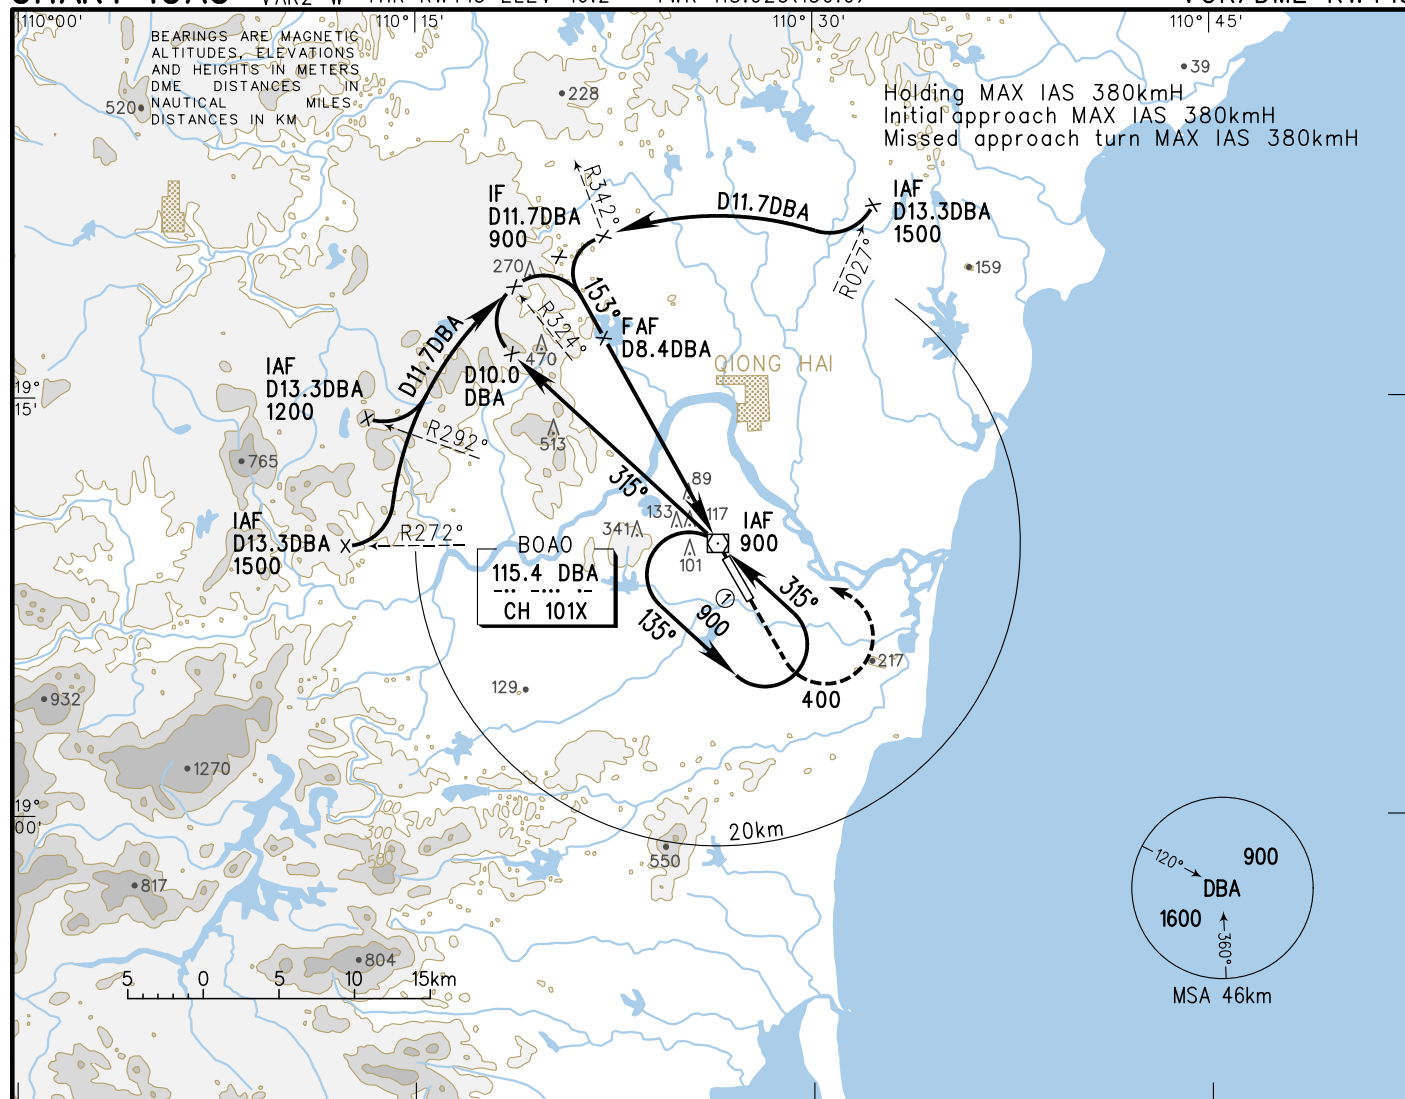 110°00'
110°15'
110°30'
110°45'
BEARINGS ARE MAGNETIC
ALTITUDES, ELEVATIONS
AND HEIGHTS IN METERS
DME DISTANCES IN
NAUTICAL MILES
DISTANCES IN KM
520
228
39
Holding MAX IAS 380kmH
Initial approach MAX IAS 380kmH
Missed approach turn MAX IAS 380kmH
IF
D11.7DBA
900
R342°
D11.7DBA
IAF
D13.3DBA
1500
R027°
159
270
153°
R324°
FAF
D8.4DBA
470
D11.7DBA
D10.0
DBA
QIONG HAI
IAF
D13.3DBA
1200
19°
15'
R292°
513
765
315°
89
133
117
341
101
IAF
900
IAF
D13.3DBA
1500
R272°
BOAO
115.4 DBA
CH 101X
1
900
315°
135°
217
400
129
932
1270
19°
00'
300
500
20km
550
817
804
5 0 5 10 15km
120°
900
DBA
1600
360°
MSA 46km